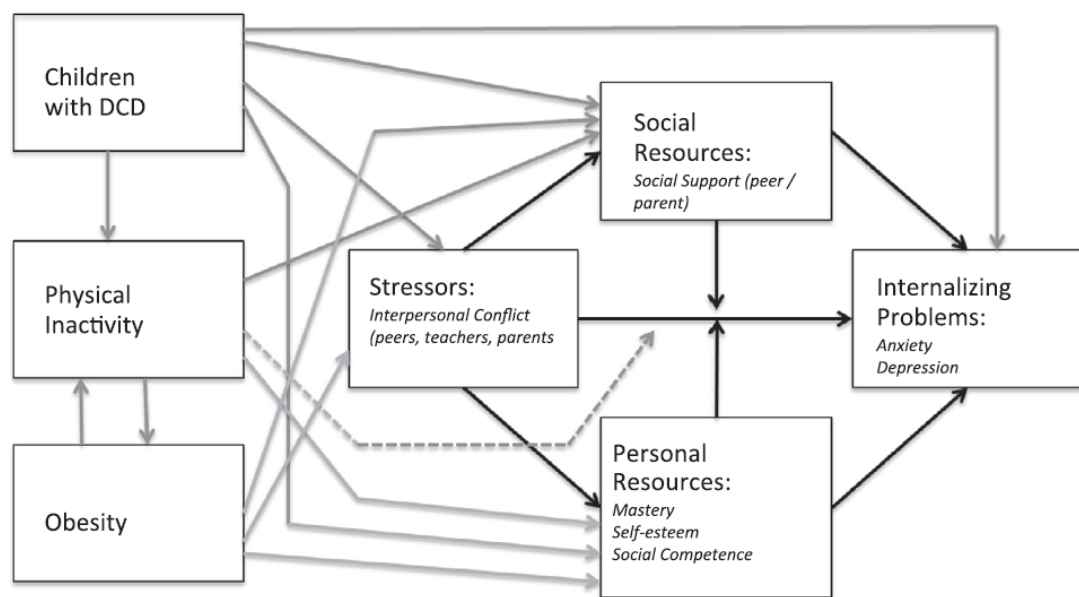 Children
with DCD
Social
Resources:
Social Support (peer /
parent)
Physical
Inactivity
Stressors:
Interpersonal Conflict
(peers, teachers, parents
Internalizing
Problems:
Anxiety
Depression
Obesity
Personal
Resources:
Mastery
Self-esteem
Social Competence